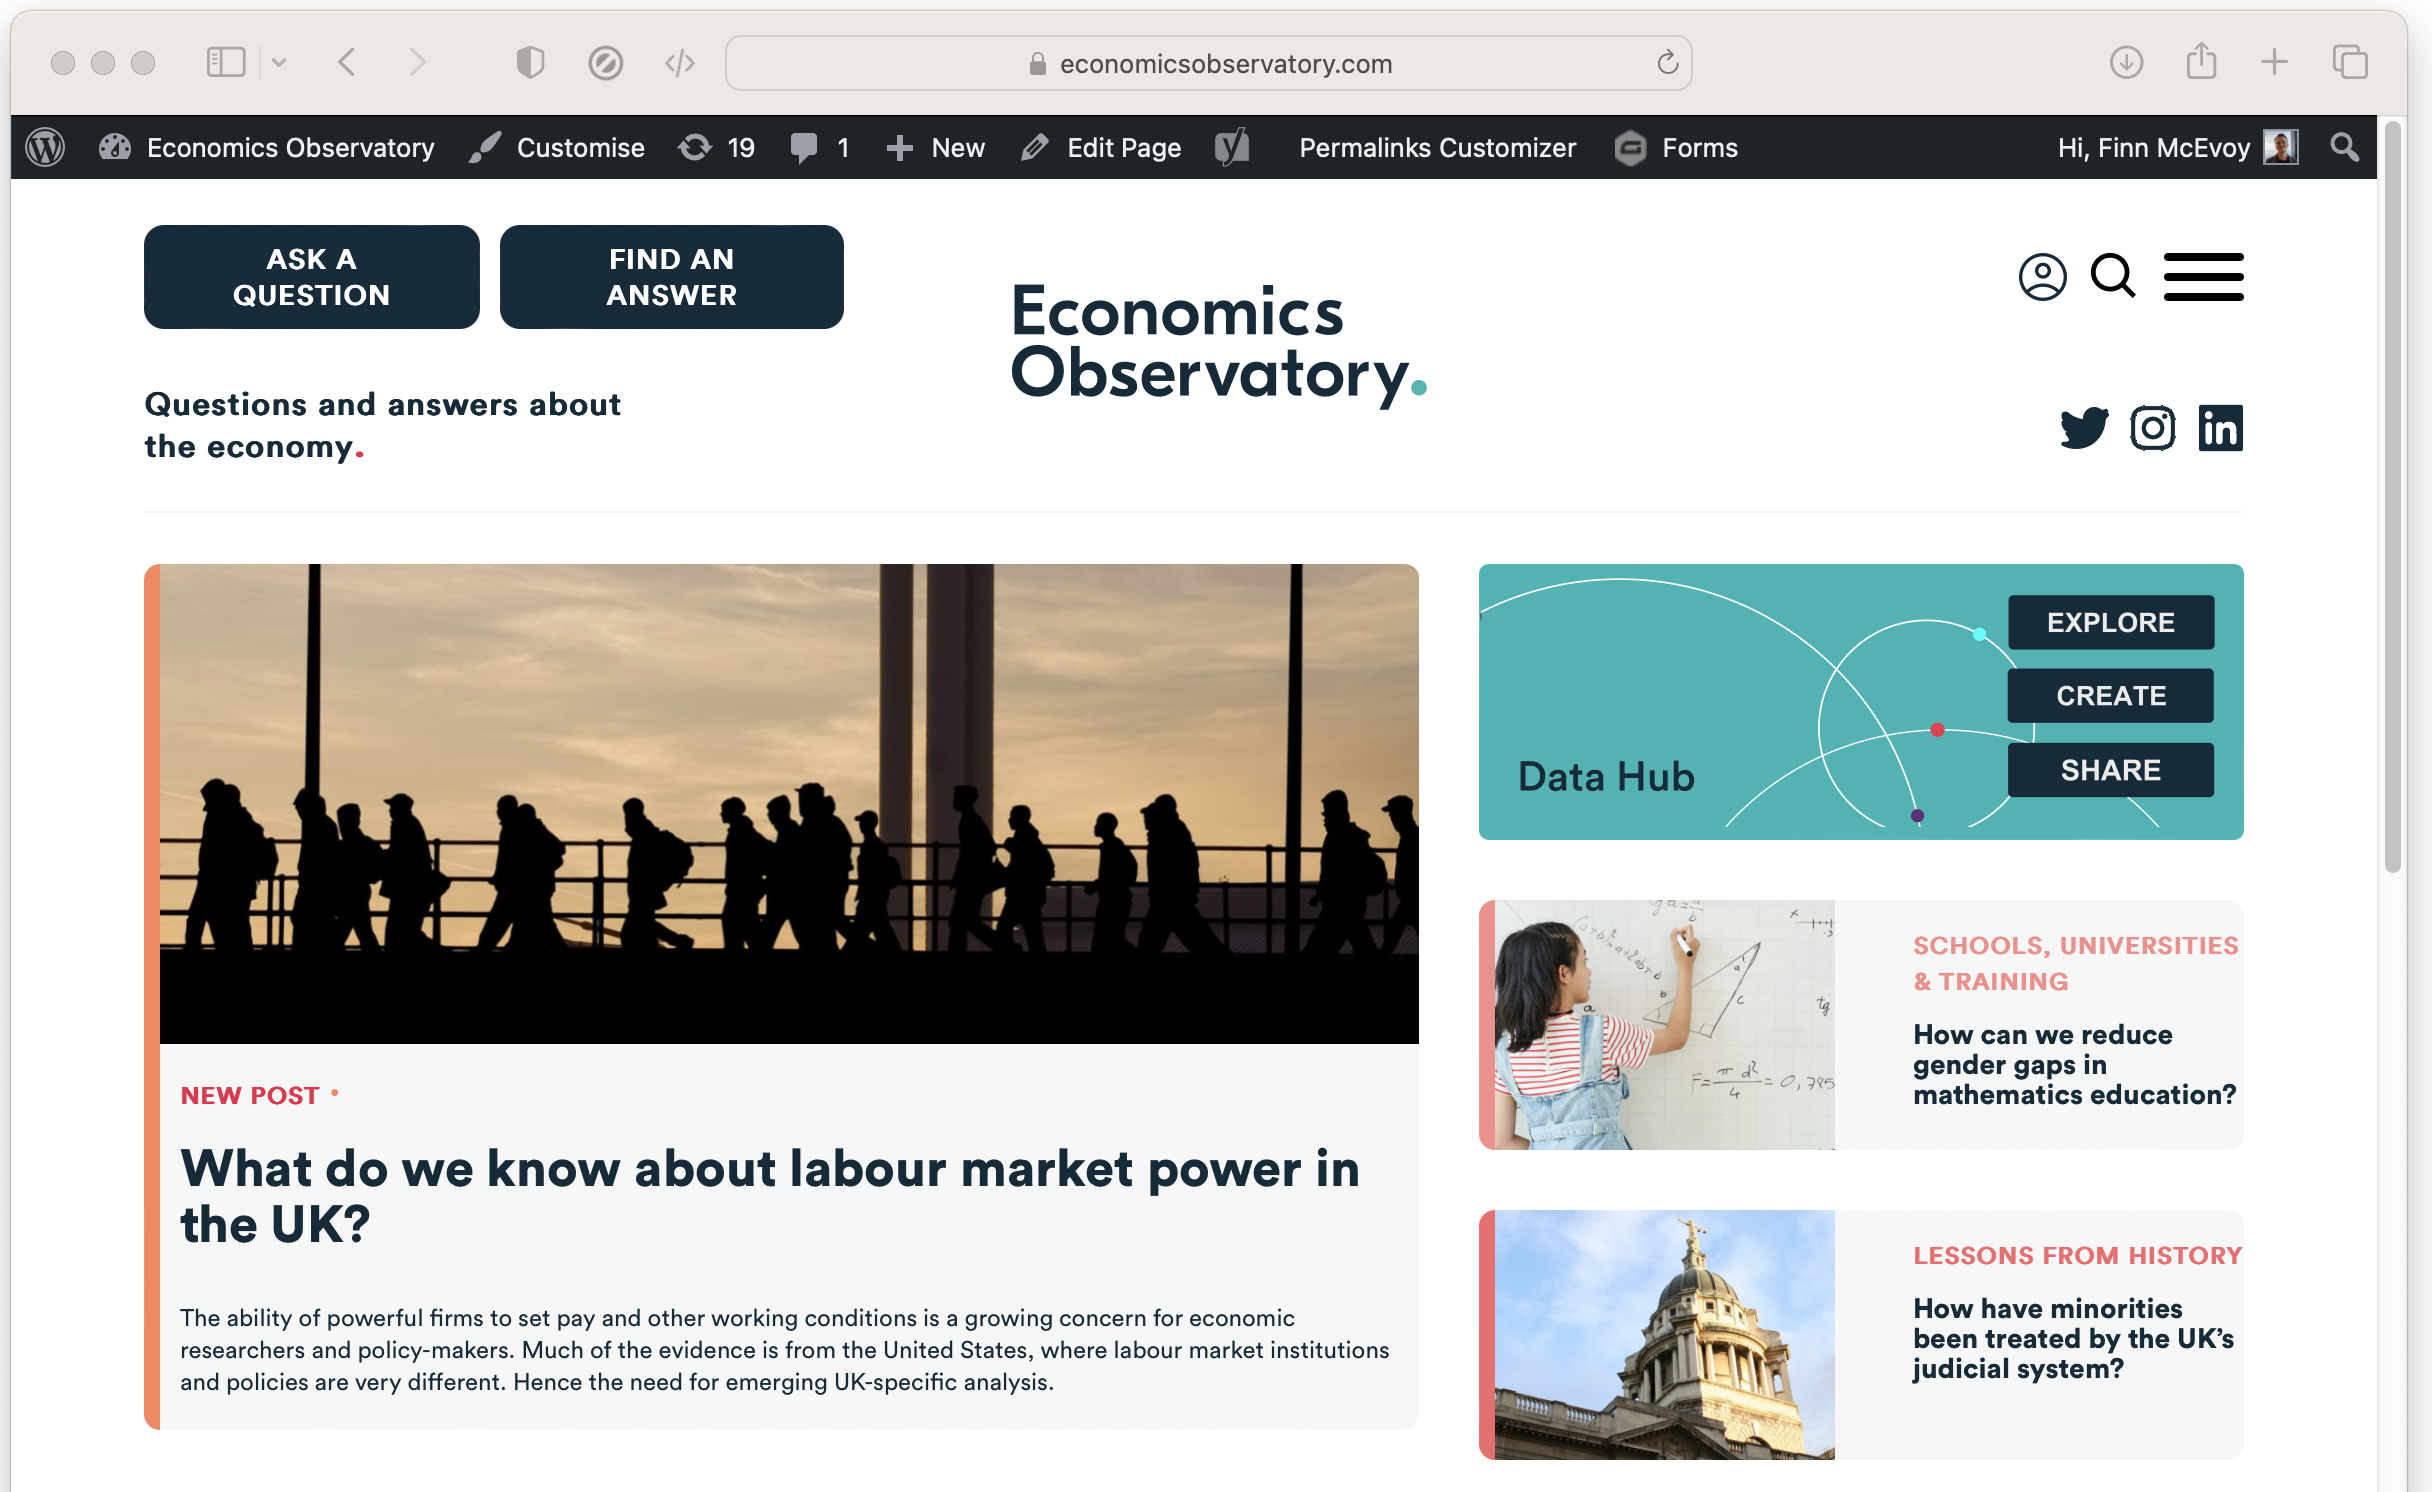 economicsobservatory.com
Economics Observatory Customise 19 1 New Edit Page Permalinks Customizer Forms Hi, Finn McEvoy
ASK A
QUESTION
FIND AN
ANSWER
Questions and answers about
the economy.
Economics
Observatory.
NEW POST
What do we know about labour market power in
the UK?
The ability of powerful firms to set pay and other working conditions is a growing concern for economic
researchers and policy-makers. Much of the evidence is from the United States, where labour market institutions
and policies are very different. Hence the need for emerging UK-specific analysis.
Data Hub
EXPLORE
CREATE
SHARE
SCHOOLS, UNIVERSITIES
& TRAINING
How can we reduce
gender gaps in
mathematics education?
LESSONS FROM HISTORY
How have minorities
been treated by the UK’s
judicial system?